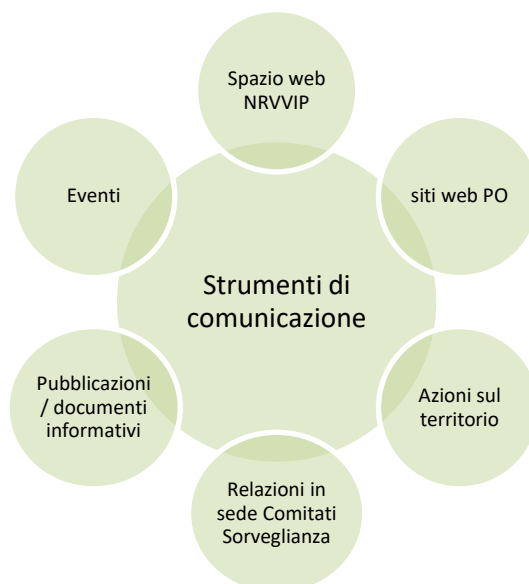 Spazio web
NRVVIP
Eventi
siti web PO
Strumenti di
comunicazione
Pubblicazioni
/ documenti
informativi
Azioni sul
territorio
Relazioni in
sede Comitati
Sorveglianza